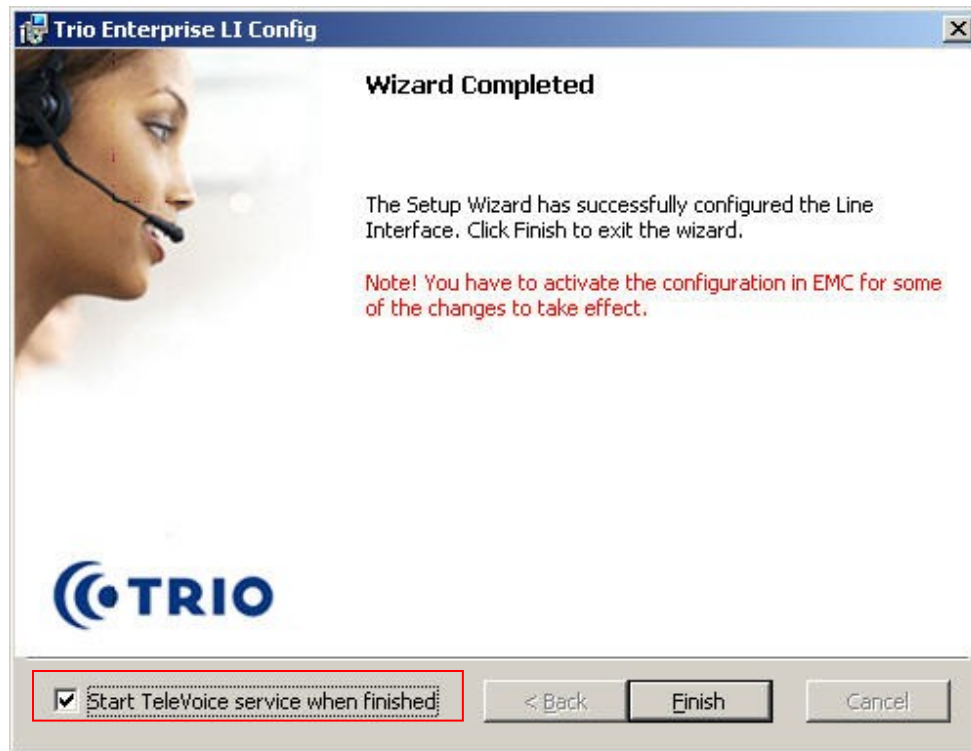 Trio Enterprise LI Config
Wizard Completed
The Setup Wizard has successfully configured the Line
Interface. Click Finish to exit the wizard.
Note! You have to activate the configuration in EMC for some
of the changes to take effect.
TRIO
Start TeleVoice service when finished
< Back
Finish
Cancel